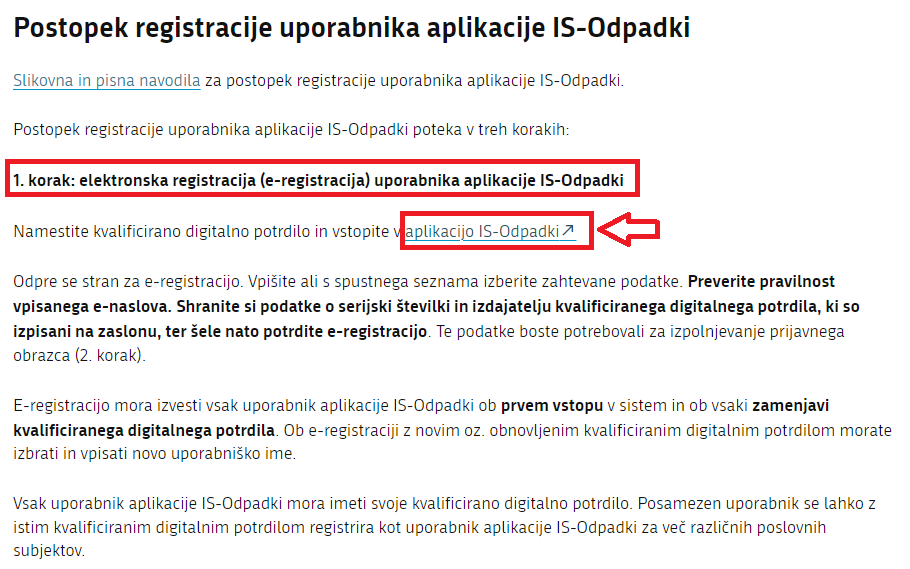 Postopek registracije uporabnika aplikacije IS-Odpadki
Slikovna in pisna navodila za postopek registracije uporabnika aplikacije IS-Odpadki.
Postopek registracije uporabnika aplikacije IS-Odpadki poteka v treh korakih:
1. korak: elektronska registracija (e-registracija) uporabnika aplikacije IS-Odpadki
Namestite kvalificirano digitalno potrdilo in vstopite v aplikacijo IS-Odpadki
Odpre se stran za e-registracijo. Vpišite ali s spustnega seznama izberite zahtevane podatke. Preverite pravilnost
vpisanega e-naslova. Shranite si podatke o serijski številki in izdajatelju kvalificiranega digitalnega potrdila, ki so
izpisani na zaslonu, ter šele nato potrdite e-registracijo. Te podatke boste potrebovali za izpolnjevanje prijavnega
obrazca (2. korak).
E-registracijo mora izvesti vsak uporabnik aplikacije IS-Odpadki ob prvem vstopu v sistem in ob vsaki zamenjavi
kvalificiranega digitalnega potrdila. Ob e-registraciji z novim oz. obnovljenim kvalificiranim digitalnim potrdilom morate
izbrati in vpisati novo uporabniško ime.
Vsak uporabnik aplikacije IS-Odpadki mora imeti svoje kvalificirano digitalno potrdilo. Posamezen uporabnik se lahko z
istim kvalificiranim digitalnim potrdilom registrira kot uporabnik aplikacije IS-Odpadki za več različnih poslovnih
subjektov.